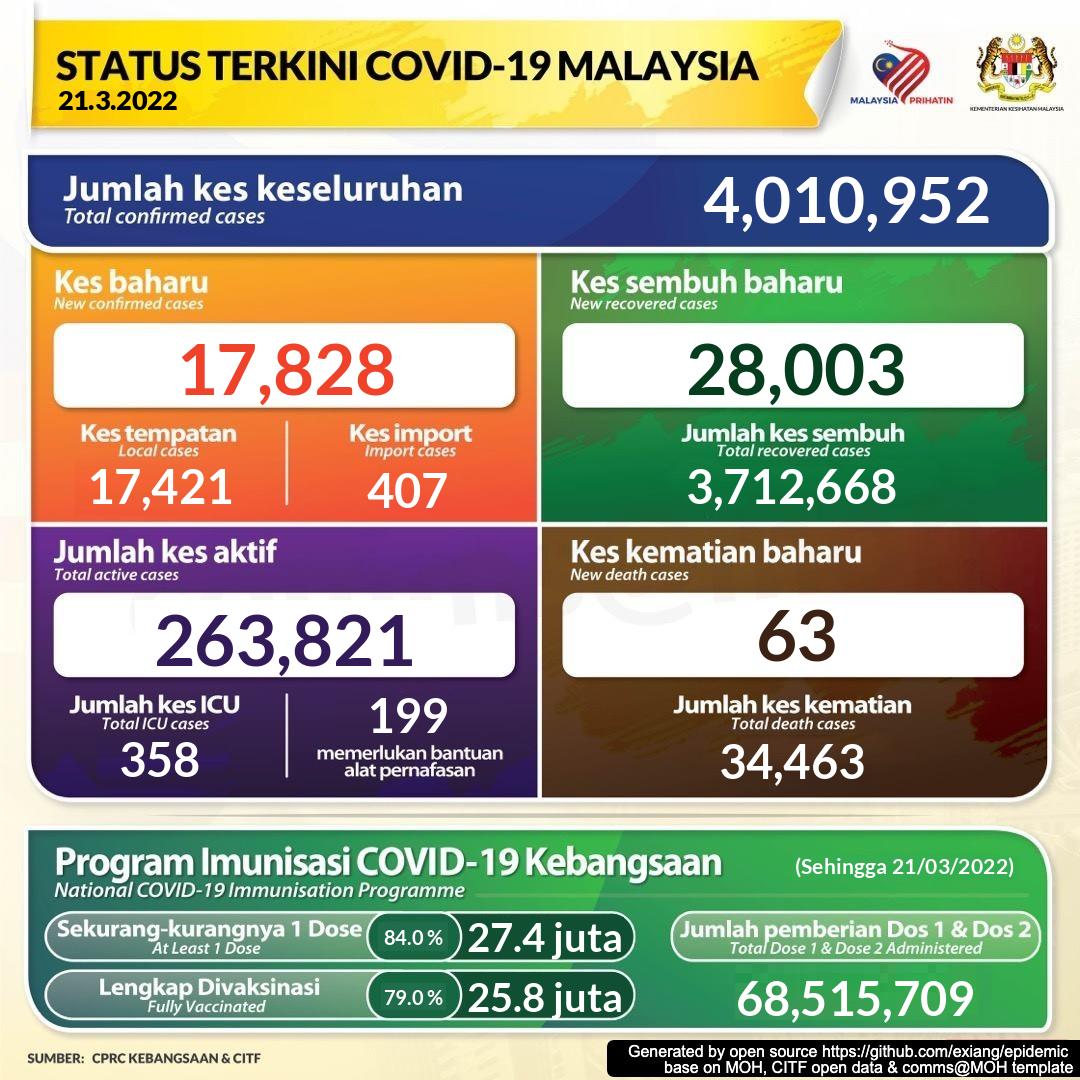 STATUS TERKINI COVID-19 MALAYSIA
21.3.2022
MALAYSIA PRIHATIN
KEMENTERIAN KESIHATAN MALAYSIA
Jumlah kes keseluruhan
Total confirmed cases
4,010,952
Kes baharu
New confirmed cases
17,828
Kes tempatan
Local cases
17,421
Kes import
Import cases
407
Kes sembuh baharu
New recovered cases
28,003
Jumlah kes sembuh
Total recovered cases
3,712,668
Jumlah kes aktif
Total active cases
263,821
Jumlah kes ICU
Total ICU cases
358
199
memerlukan bantuan
alat pernafasan
Kes kematian baharu
New death cases
63
Jumlah kes kematian
Total death cases
34,463
Program Imunisasi COVID-19 Kebangsaan
National COVID-19 Immunisation Programme
(Sehingga 21/03/2022)
Sekurang-kurangnya 1 Dose
At Least 1 Dose
84.0%
27.4 juta
Lengkap Divaksinasi
Fully Vaccinated
79.0%
25.8 juta
Jumlah pemberian Dos 1 & Dos 2
Total Dose 1 & Dose 2 Administered
68,515,709
SUMBER: CPRC KEBANGSAAN & CITF
Generated by open source https://github.com/exiang/epidemic
base on MOH, CITF open data & comms@MOH template